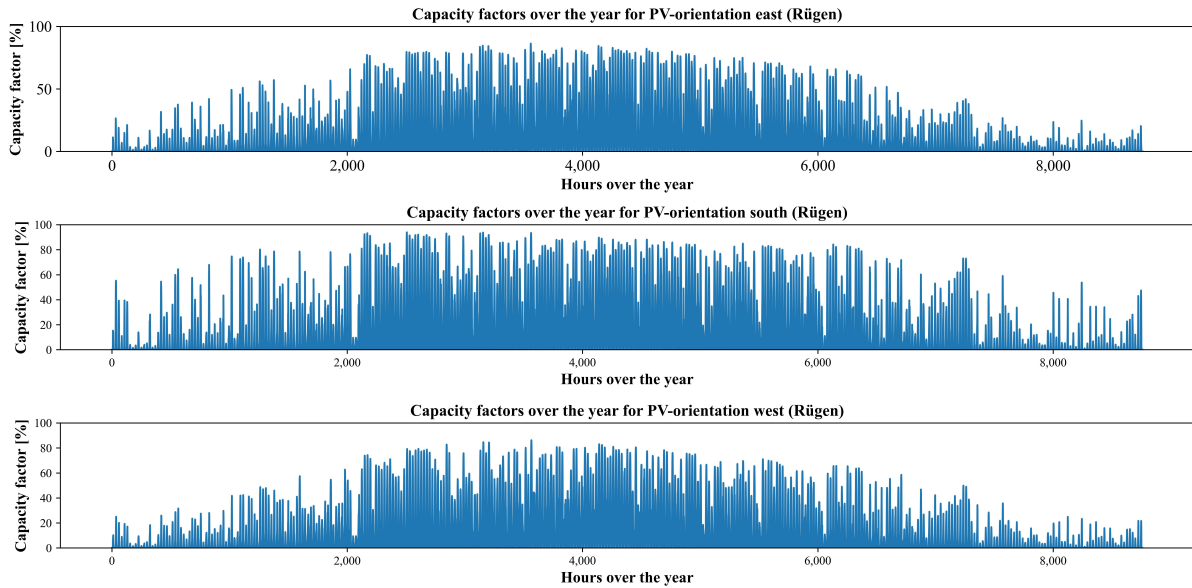 Capacity factors over the year for PV-orientation east (Rügen)
Capacity factor [%]
100
50
0
0 2,000 4,000 6,000 8,000
Hours over the year
Capacity factors over the year for PV-orientation south (Rügen)
Capacity factor [%]
100
80
60
40
20
0
0 2,000 4,000 6,000 8,000
Hours over the year
Capacity factors over the year for PV-orientation west (Rügen)
Capacity factor [%]
100
80
60
40
20
0
0 2,000 4,000 6,000 8,000
Hours over the year